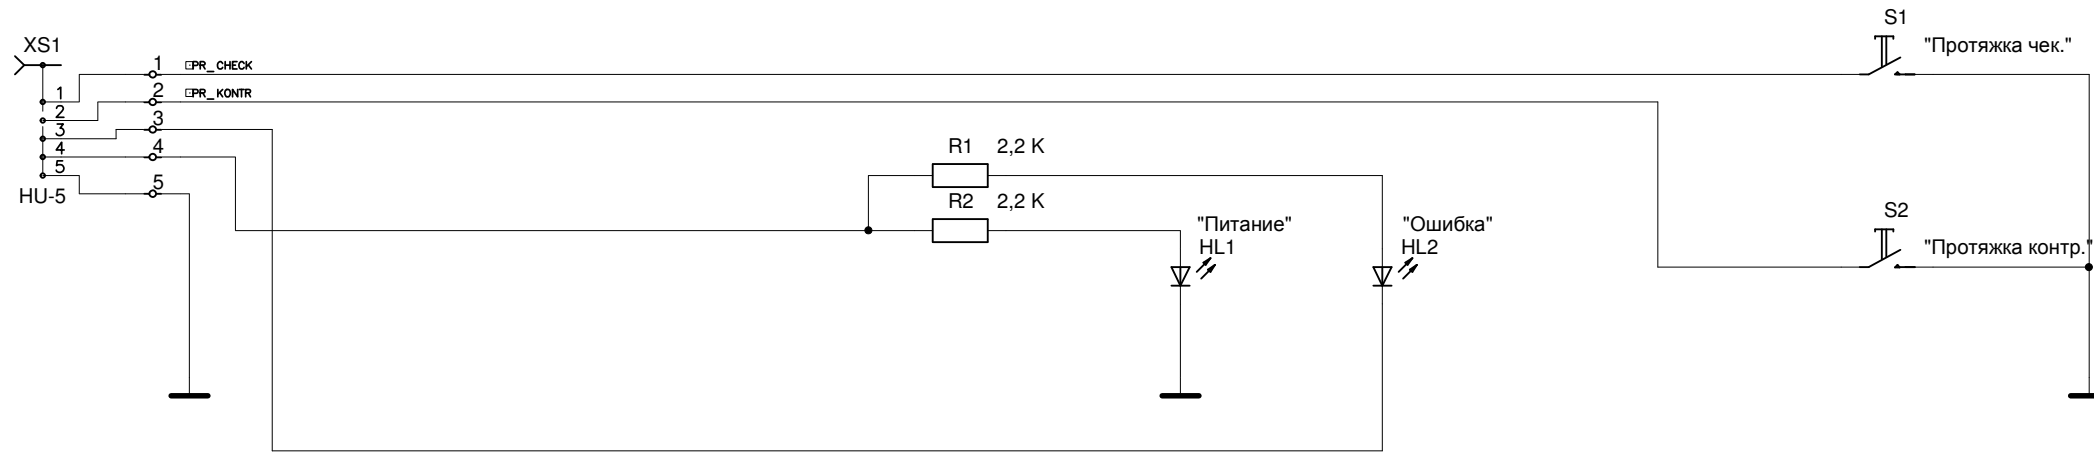 S1
XS1
"Протяжка чек."
1
PR_CHECK
1
2
PR_KONTR
2
3
3
4
4
5
5
HU-5
R1 2,2 K
R2 2,2 K
"Питание"
HL1
"Ошибка"
HL2
S2
"Протяжка контр."